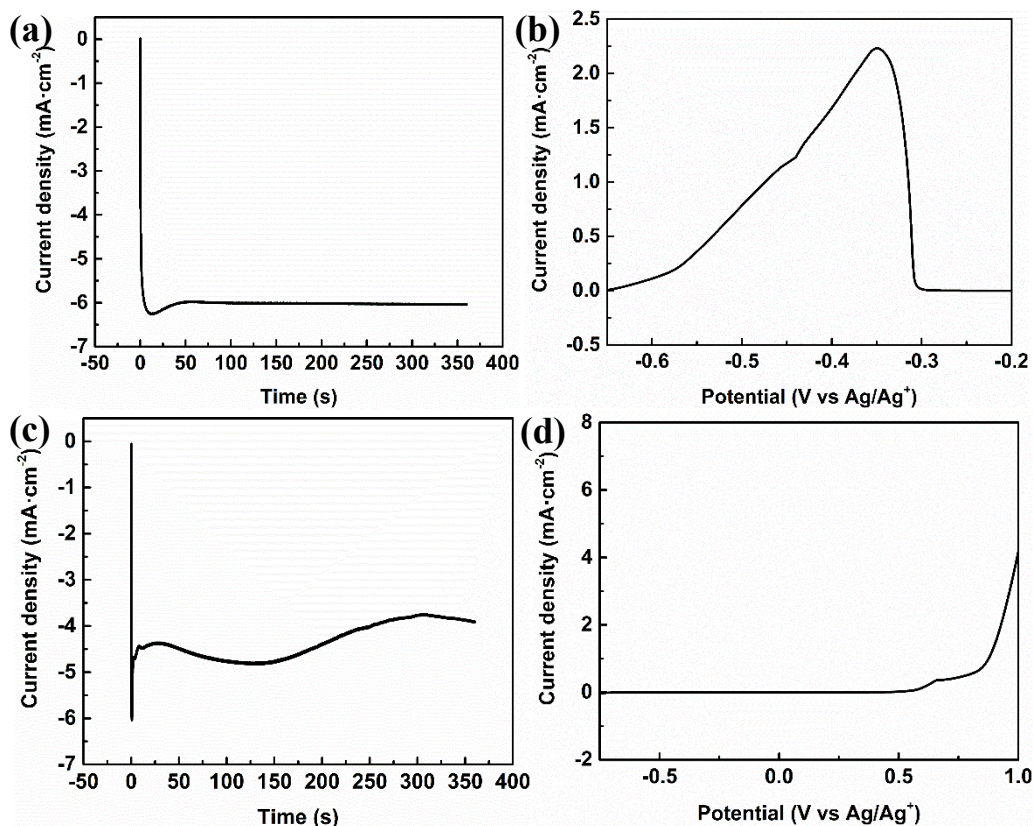 (a)
0
-1
-2
-3
-4
-5
-6
-7
Current density (mA·cm-2)
-50 0 50 100 150 200 250 300 350 400
Time (s)
(b)
2.5
2.0
1.5
1.0
0.5
0.0
-0.5
Current density (mA·cm-2)
-0.6 -0.5 -0.4 -0.3 -0.2
Potential (V vs Ag/Ag+)
(c)
0
-1
-2
-3
-4
-5
-6
-7
Current density (mA·cm-2)
-50 0 50 100 150 200 250 300 350 400
Time (s)
(d)
8
6
4
2
0
-2
Current density (mA·cm-2)
-0.5 0.0 0.5 1.0
Potential (V vs Ag/Ag+)